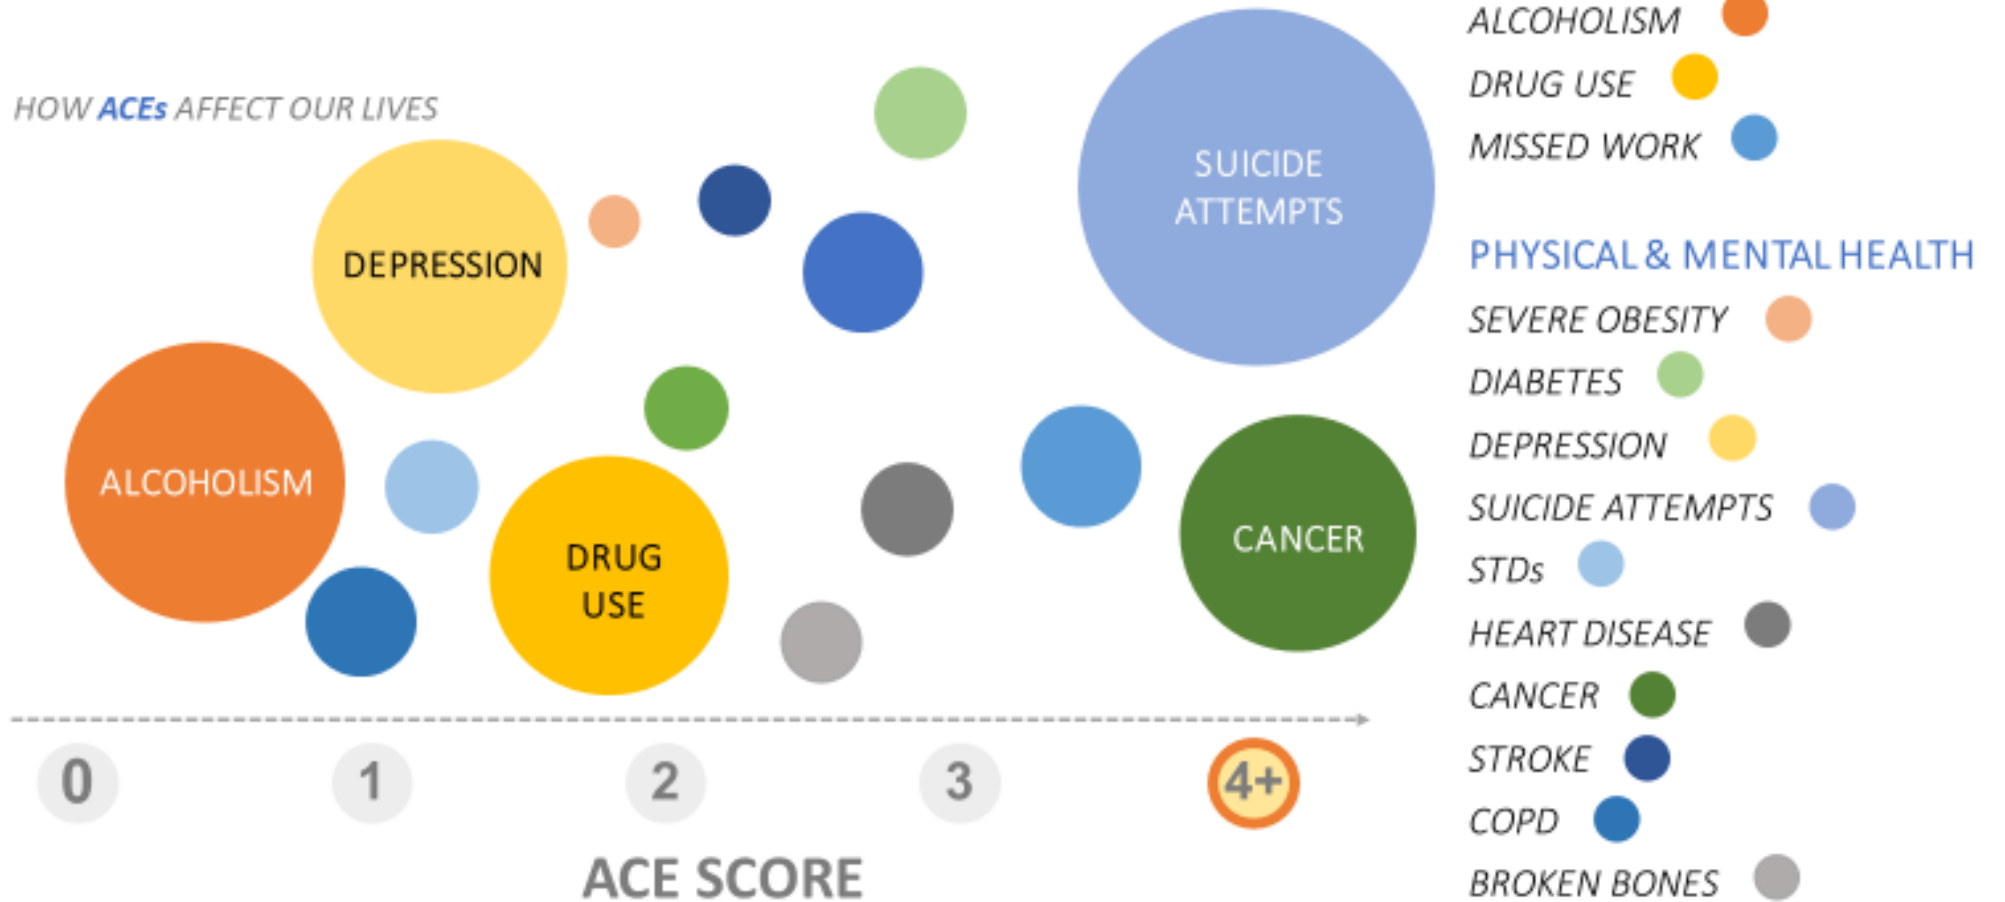 HOW ACEs AFFECT OUR LIVES
DEPRESSION
ALCOHOLISM
DRUG
USE
SUICIDE
ATTEMPTS
CANCER
0 1 2 3 4+
ACE SCORE
ALCOHOLISM
DRUG USE
MISSED WORK
PHYSICAL & MENTAL HEALTH
SEVERE OBESITY
DIABETES
DEPRESSION
SUICIDE ATTEMPTS
STDs
HEART DISEASE
CANCER
STROKE
COPD
BROKEN BONES